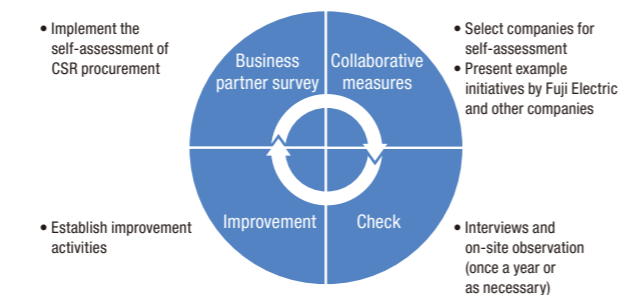 • Implement the
self-assessment of
CSR procurement
Business
partner survey
Collaborative
measures
• Select companies for
self-assessment
• Present example
initiatives by Fuji Electric
and other companies
• Establish improvement
activities
Improvement
Check
• Interviews and
on-site observation
(once a year or
as necessary)